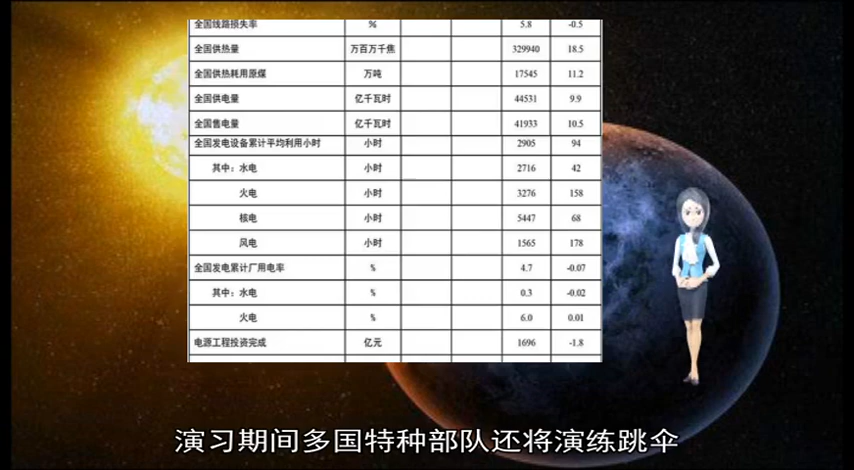 全国线路损失率 % 5.8 -0.5
全国供热量 万百万千焦 329940 18.5
全国供热耗用原煤 万吨 17545 11.2
全国供电量 亿千瓦时 44531 9.9
全国售电量 亿千瓦时 41933 10.5
全国发电设备累计平均利用小时 小时 2905 94
其中：水电 小时 2716 42
火电 小时 3276 158
核电 小时 5447 68
风电 小时 1565 178
全国发电累计厂用电率 % 4.7 -0.07
其中：水电 % 0.3 -0.02
火电 % 6.0 0.01
电源工程投资完成 亿元 1696 -1.8
演习期间多国特种部队还将演练跳伞